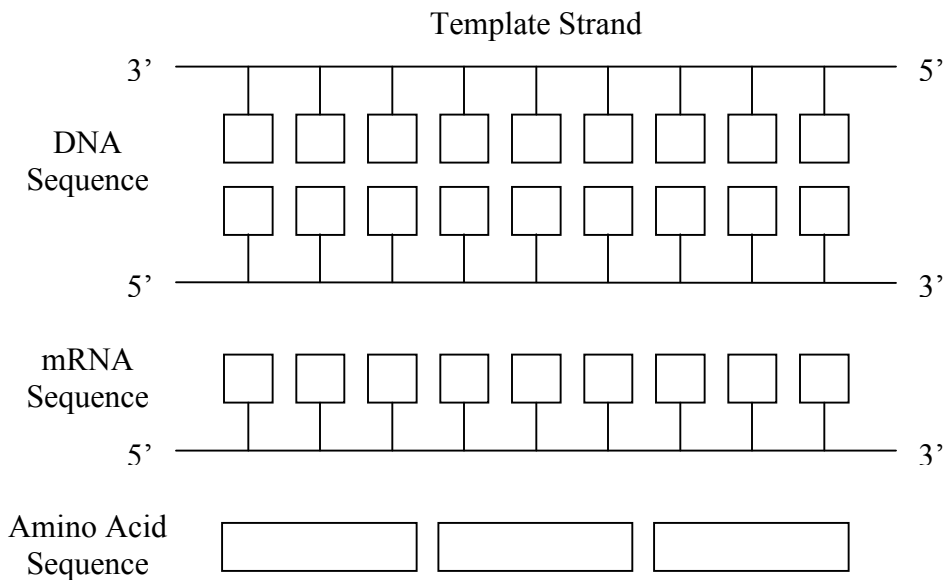 Template Strand
3’ 5’
DNA
Sequence
5’ 3’
mRNA
Sequence
5’ 3’
Amino Acid
Sequence